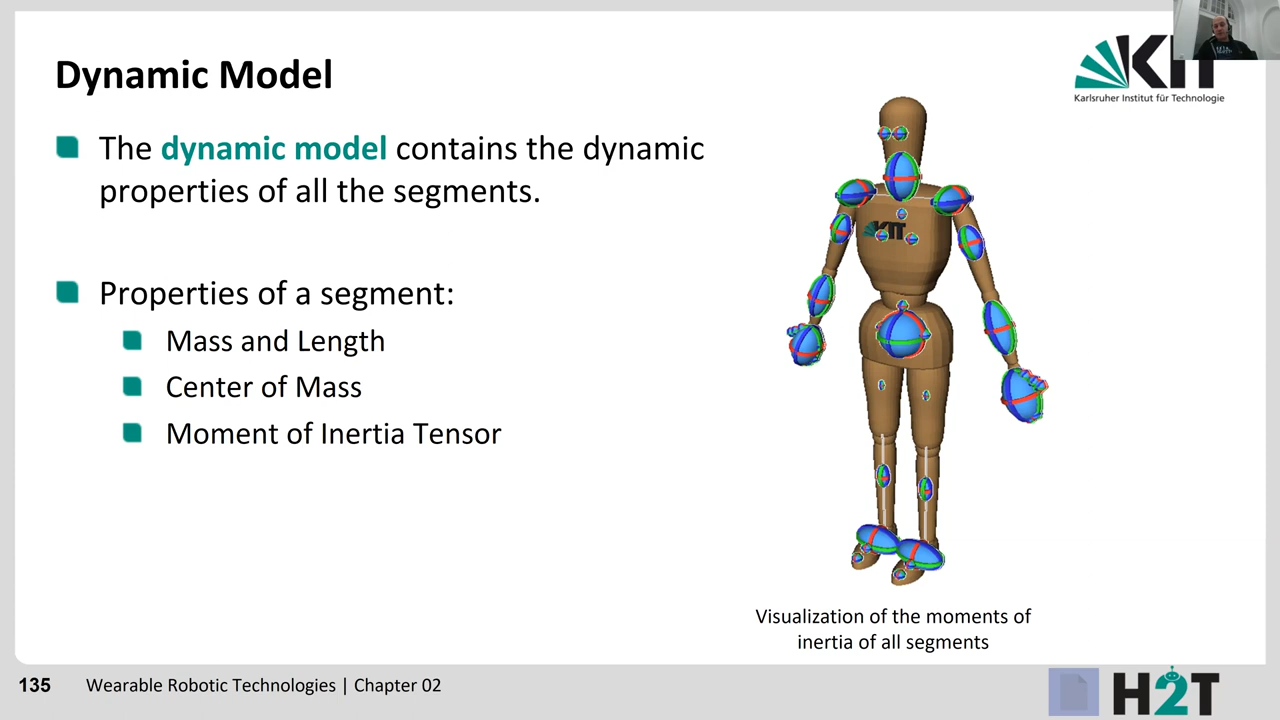 Dynamic Model
KIT
Karlsruher Institut für Technologie
The dynamic model contains the dynamic
properties of all the segments.
KIT
Properties of a segment:
Mass and Length
Center of Mass
Moment of Inertia Tensor
Visualization of the moments of
inertia of all segments
135 Wearable Robotic Technologies | Chapter 02
H2T